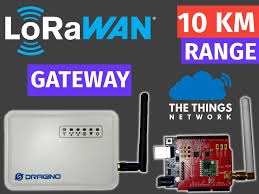 LoRaWAN
10 KM
RANGE
GATEWAY
THE THINGS
NETWORK
DRAGINO